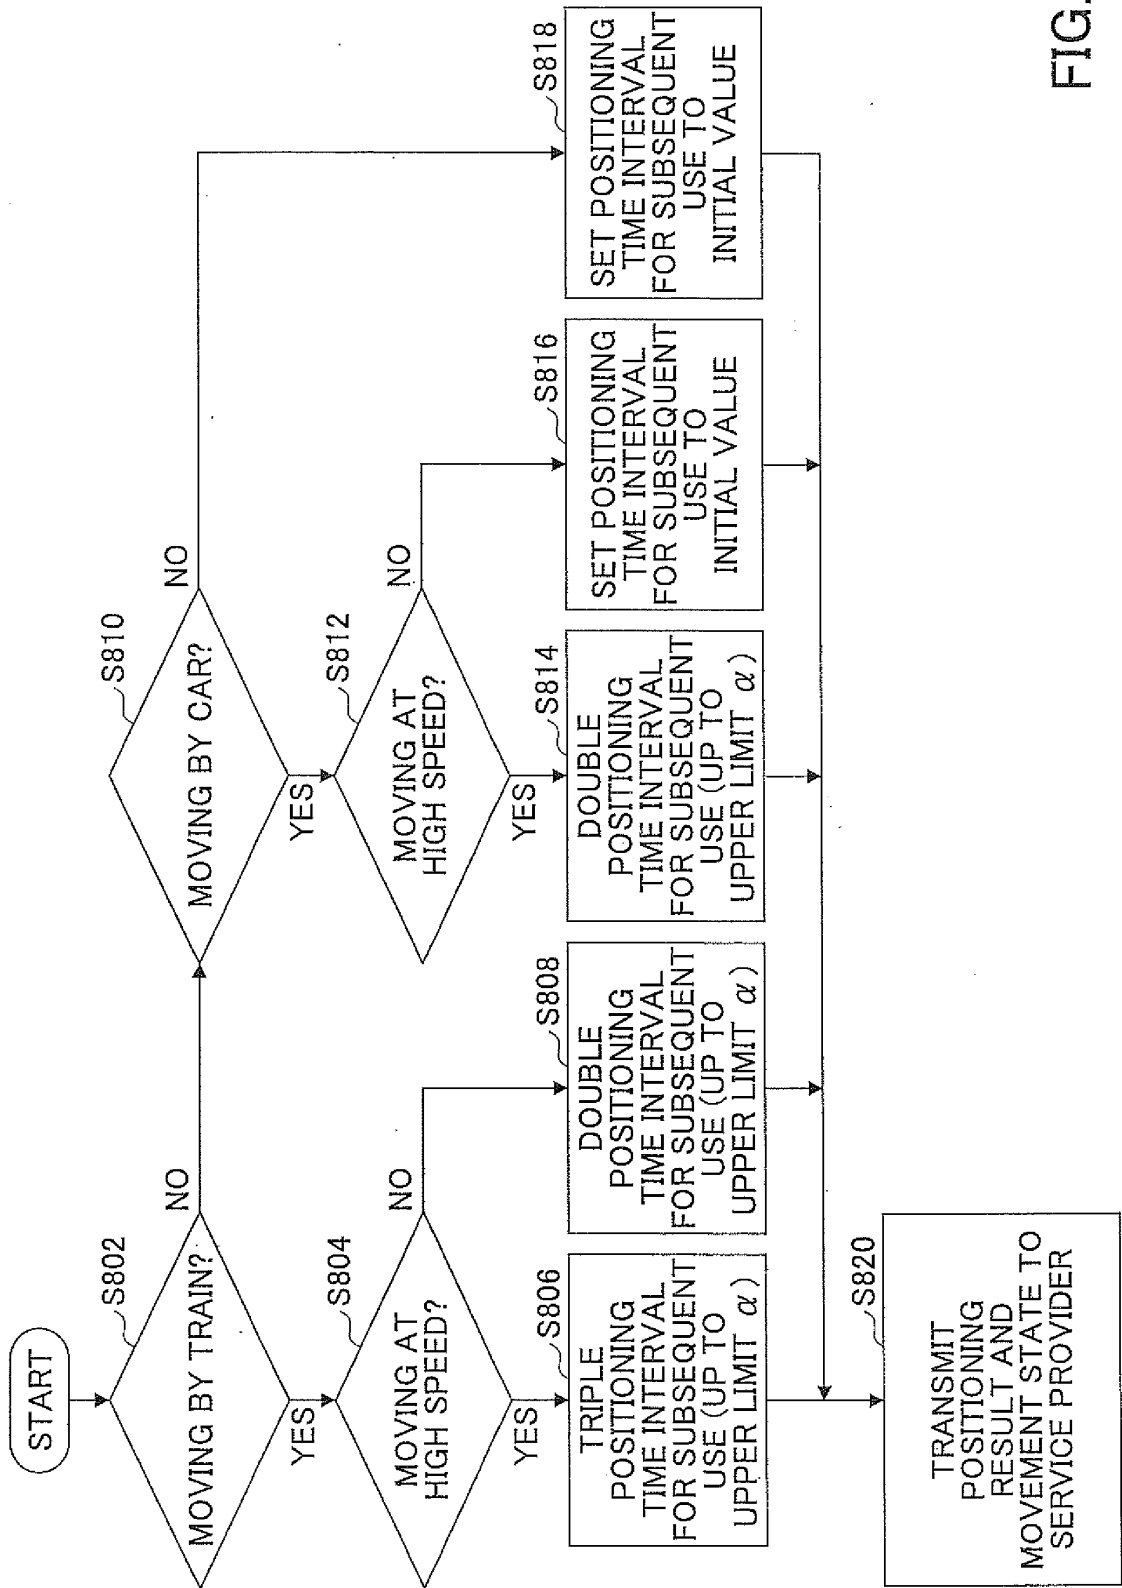 START
S802
MOVING BY TRAIN?
NO
YES
S804
MOVING AT
HIGH SPEED?
NO
YES
S806
TRIPLE
POSITIONING
TIME INTERVAL
FOR SUBSEQUENT
USE (UP TO
UPPER LIMIT α)
S808
DOUBLE
POSITIONING
TIME INTERVAL
FOR SUBSEQUENT
USE (UP TO
UPPER LIMIT α)
S810
MOVING BY CAR?
NO
YES
S812
MOVING AT
HIGH SPEED?
NO
YES
S814
DOUBLE
POSITIONING
TIME INTERVAL
FOR SUBSEQUENT
USE (UP TO
UPPER LIMIT α)
S816
SET POSITIONING
TIME INTERVAL
FOR SUBSEQUENT
USE TO
INITIAL VALUE
S818
SET POSITIONING
TIME INTERVAL
FOR SUBSEQUENT
USE TO
INITIAL VALUE
S820
TRANSMIT
POSITIONING
RESULT AND
MOVEMENT STATE TO
SERVICE PROVIDER
FIG.